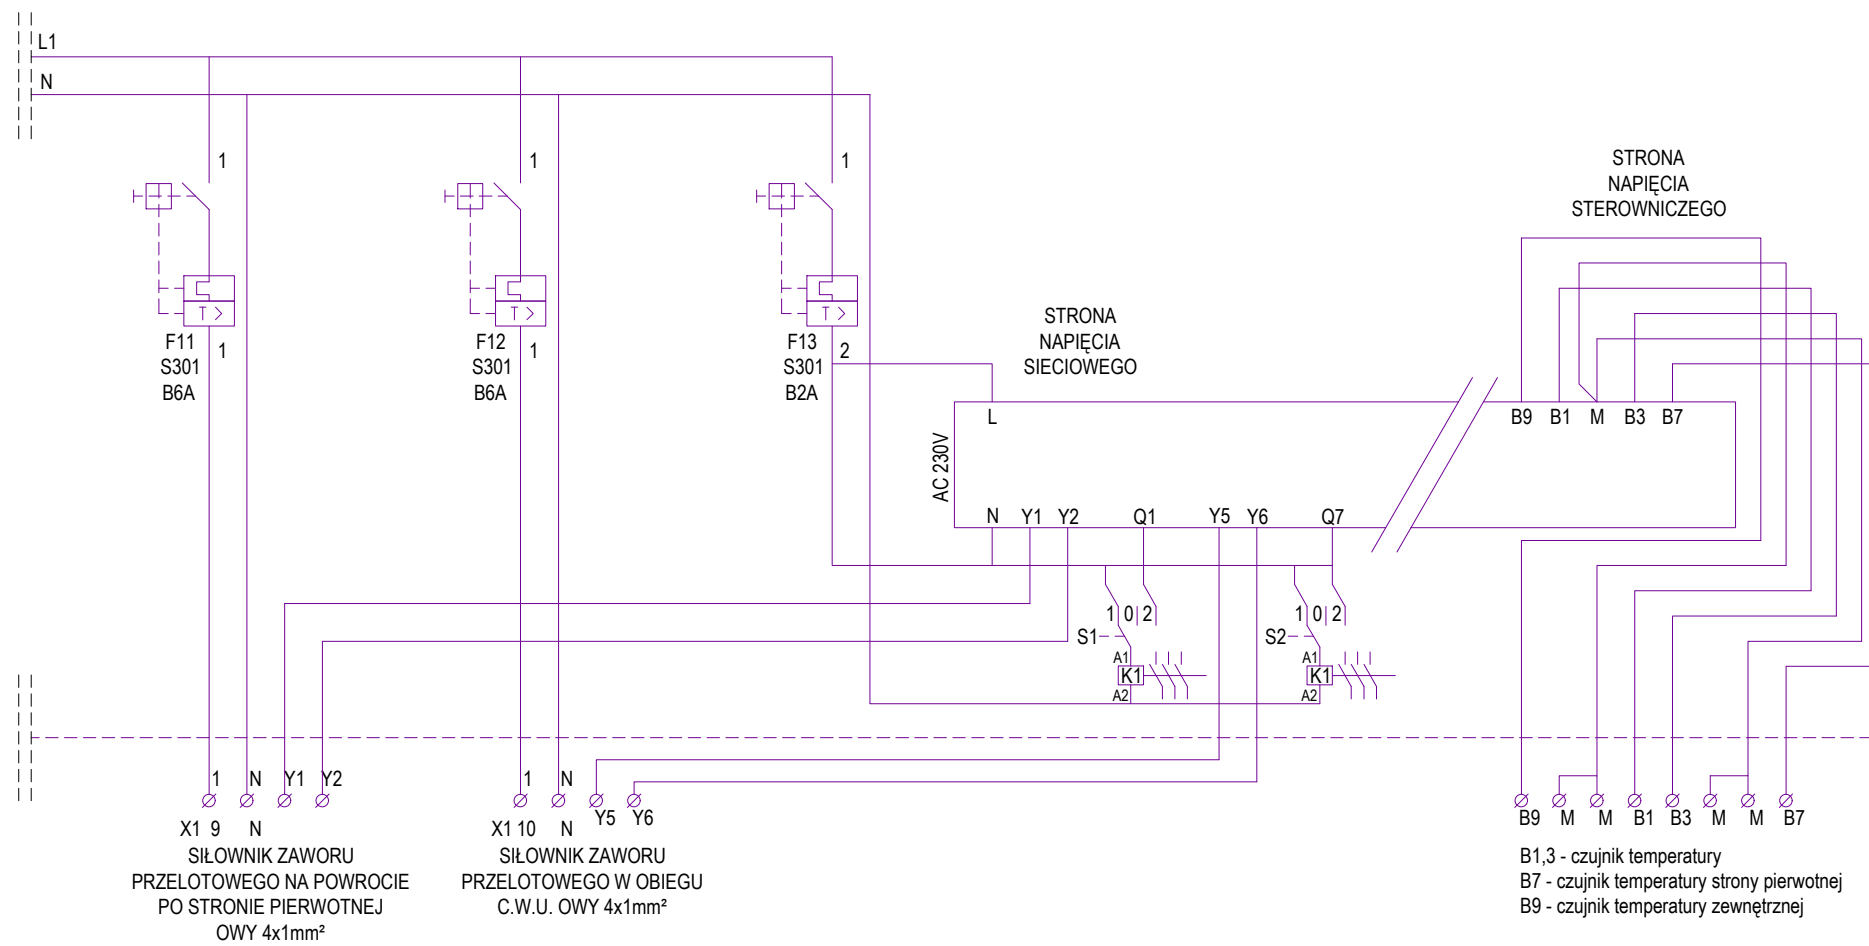 L1
N
1
1
1
STRONA
NAPIĘCIA
STEROWNICZEGO
T >
T >
T >
F11
S301
B6A
1
F12
S301
B6A
1
F13
S301
B2A
2
STRONA
NAPIĘCIA
SIECIOWEGO
AC 230V
L
B9 B1 M B3 B7
N Y1 Y2 Q1 Y5 Y6 Q7
1 0 2
S1
A1
K1
A2
1 0 2
S2
A1
K1
A2
1 N Y1 Y2
X1 9 N
SIŁOWNIK ZAWORU
PRZELOTOWEGO NA POWROCIE
PO STRONIE PIERWOTNEJ
OWY 4x1mm²
1 N
Y5 Y6
X1 10 N
SIŁOWNIK ZAWORU
PRZELOTOWEGO W OBIEGU
C.W.U. OWY 4x1mm²
B9 M M B1 B3 M M B7
B1,3 - czujnik temperatury
B7 - czujnik temperatury strony pierwotnej
B9 - czujnik temperatury zewnętrznej